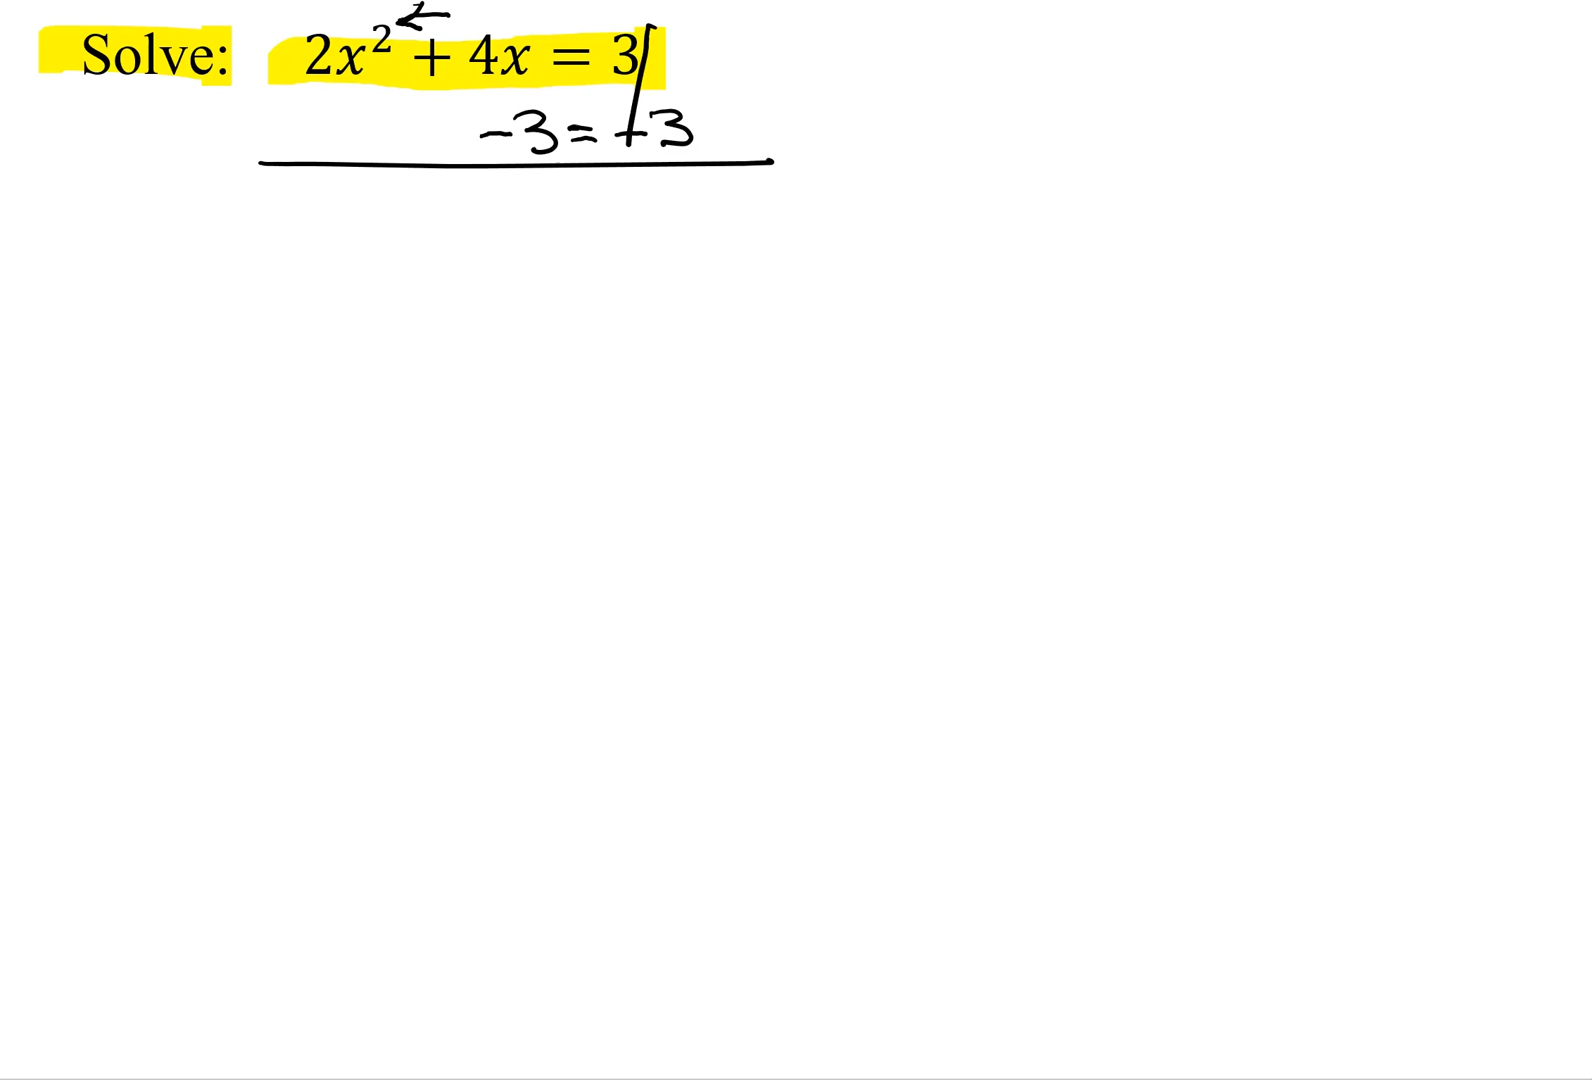 Solve: 2x² + 4x = 3
-3 = -3